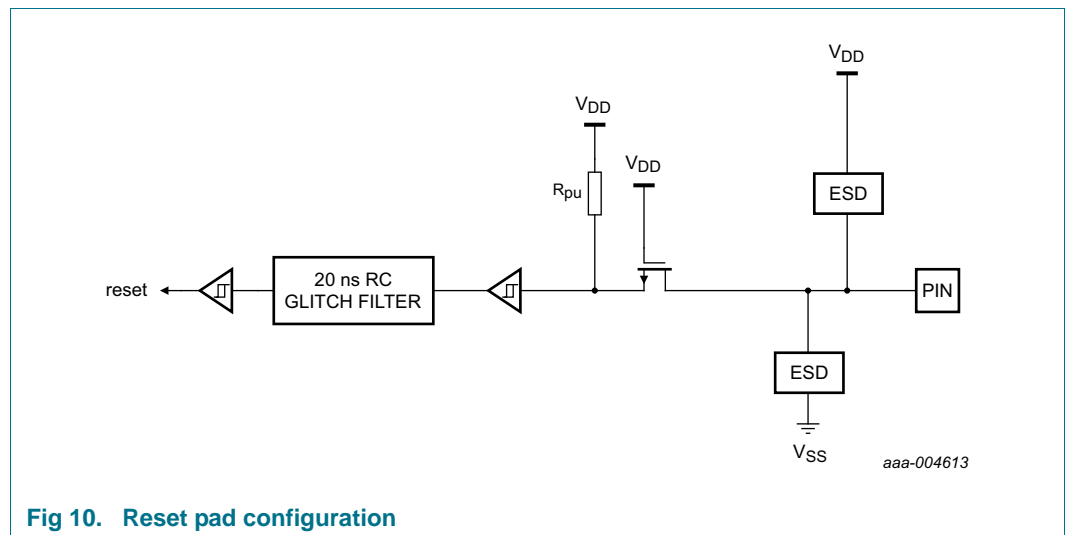 VDD
VDD
VDD
Rpu
ESD
reset
20 ns RC
GLITCH FILTER
PIN
ESD
VSS
aaa-004613
Fig 10. Reset pad configuration